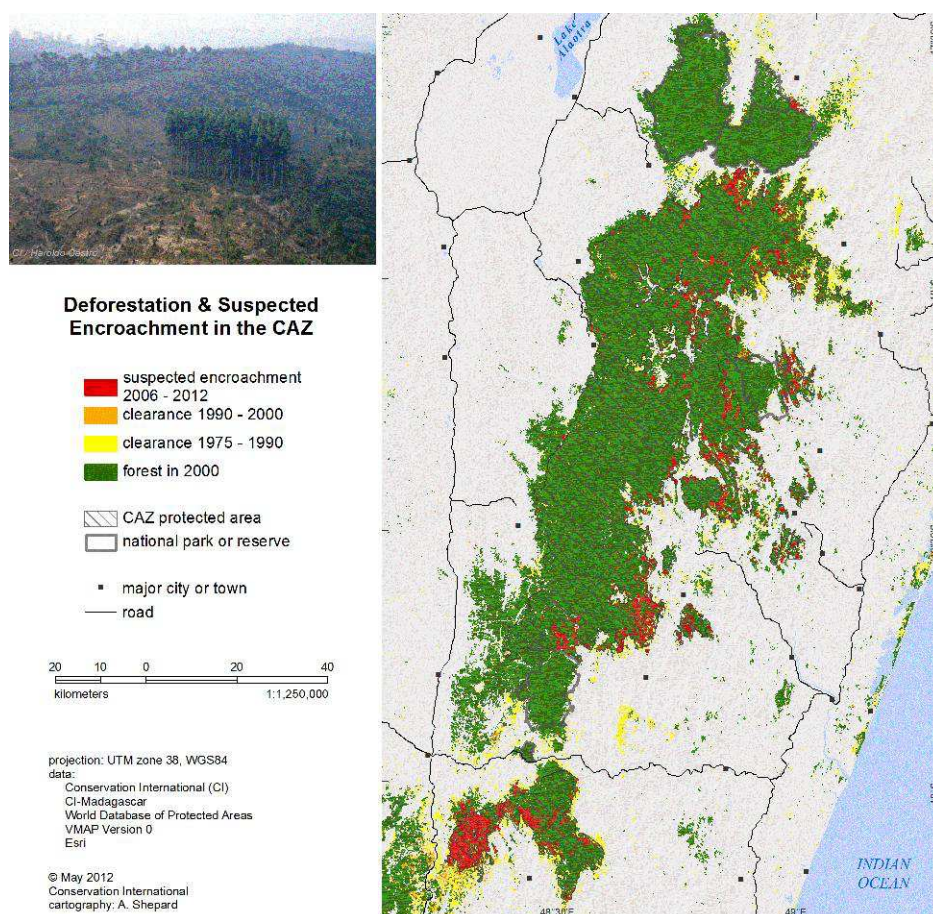 Lake
Alaotra
CI / Haroldo Castro
Deforestation & Suspected
Encroachment in the CAZ
suspected encroachment
2006 - 2012
clearance 1990 - 2000
clearance 1975 - 1990
forest in 2000
CAZ protected area
national park or reserve
major city or town
road
20 10 0 20 40
kilometers
1:1,250,000
projection: UTM zone 38, WGS84
data:
Conservation International (CI)
CI-Madagascar
World Database of Protected Areas
VMAP Version 0
Esri
© May 2012
Conservation International
cartography: A. Shepard
INDIAN
OCEAN
48°30'E
49°E